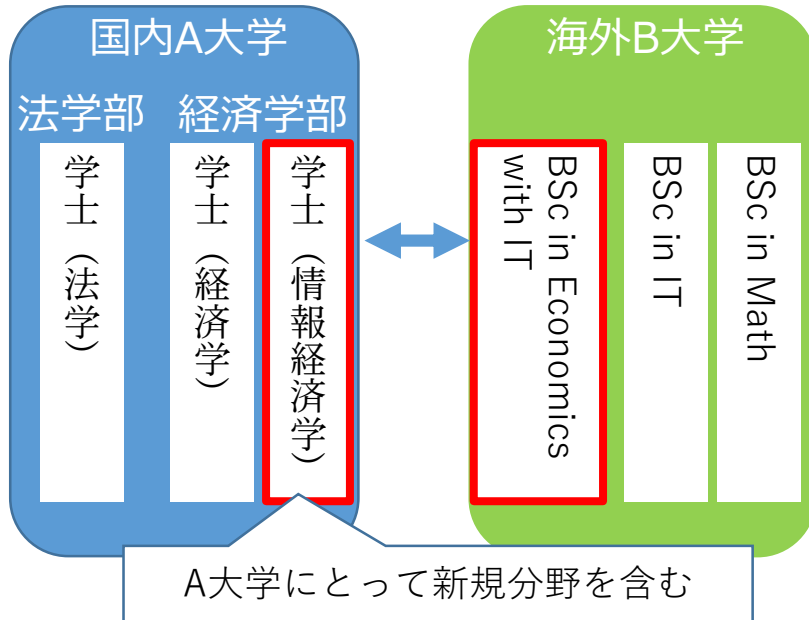 国内A大学
法学部
経済学部
学士（法学）
学士（経済学）
学士（情報経済学）
海外B大学
BSc in Economics
with IT
BSc in IT
BSc in Math
A大学にとって新規分野を含む